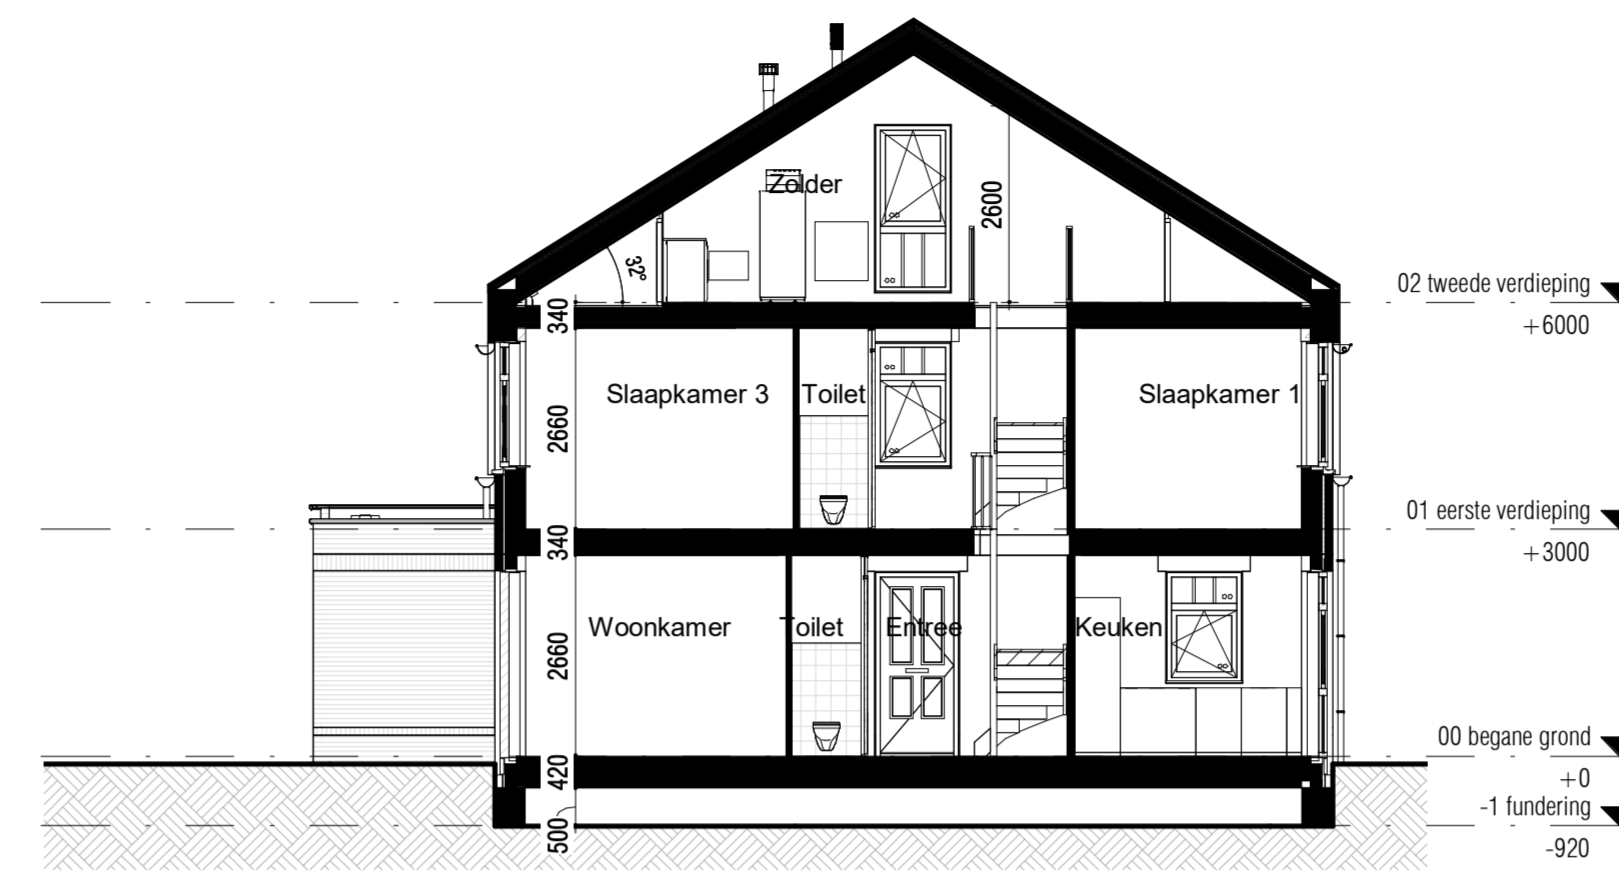 Zolder
2600
32°
02 tweede verdieping
+6000
340
Slaapkamer 3
Toilet
Slaapkamer 1
2660
01 eerste verdieping
+3000
340
Woonkamer
Toilet
Entree
Keuken
2660
00 begane grond
+0
420
-1 fundering
-920
500